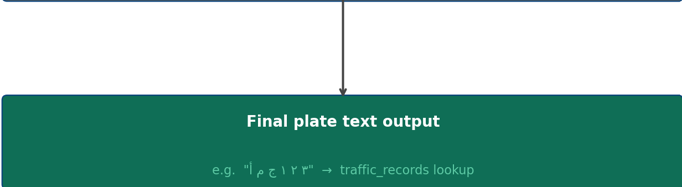 Final plate text output
e.g. "أ م ج ١ ٢ ٣" → traffic_records lookup